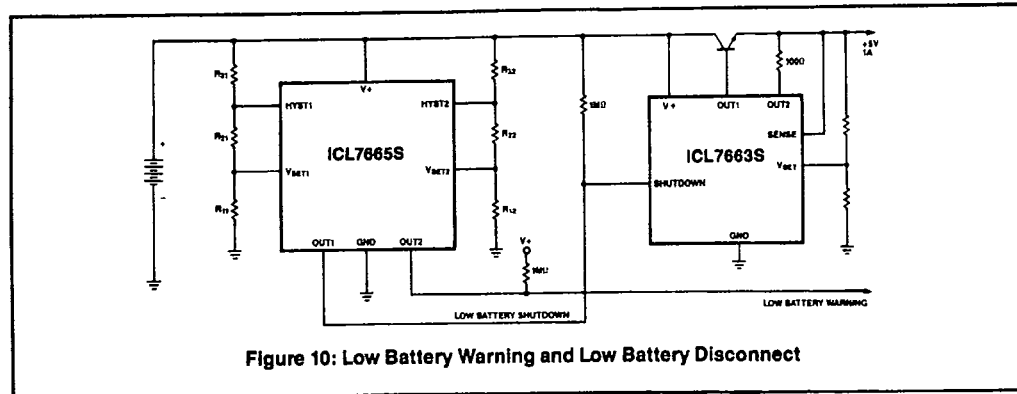 +5V
1A
R31
R32
V+
HYST1
HYST2
1MΩ
V+
OUT1
OUT2
100Ω
SENSE
R21
R22
ICL7665S
ICL7663S
+
-
VSET1
VSET2
VSET
SHUTDOWN
R11
R12
OUT1
GND
OUT2
V+
GND
1MΩ
LOW BATTERY WARNING
LOW BATTERY SHUTDOWN
Figure 10: Low Battery Warning and Low Battery Disconnect